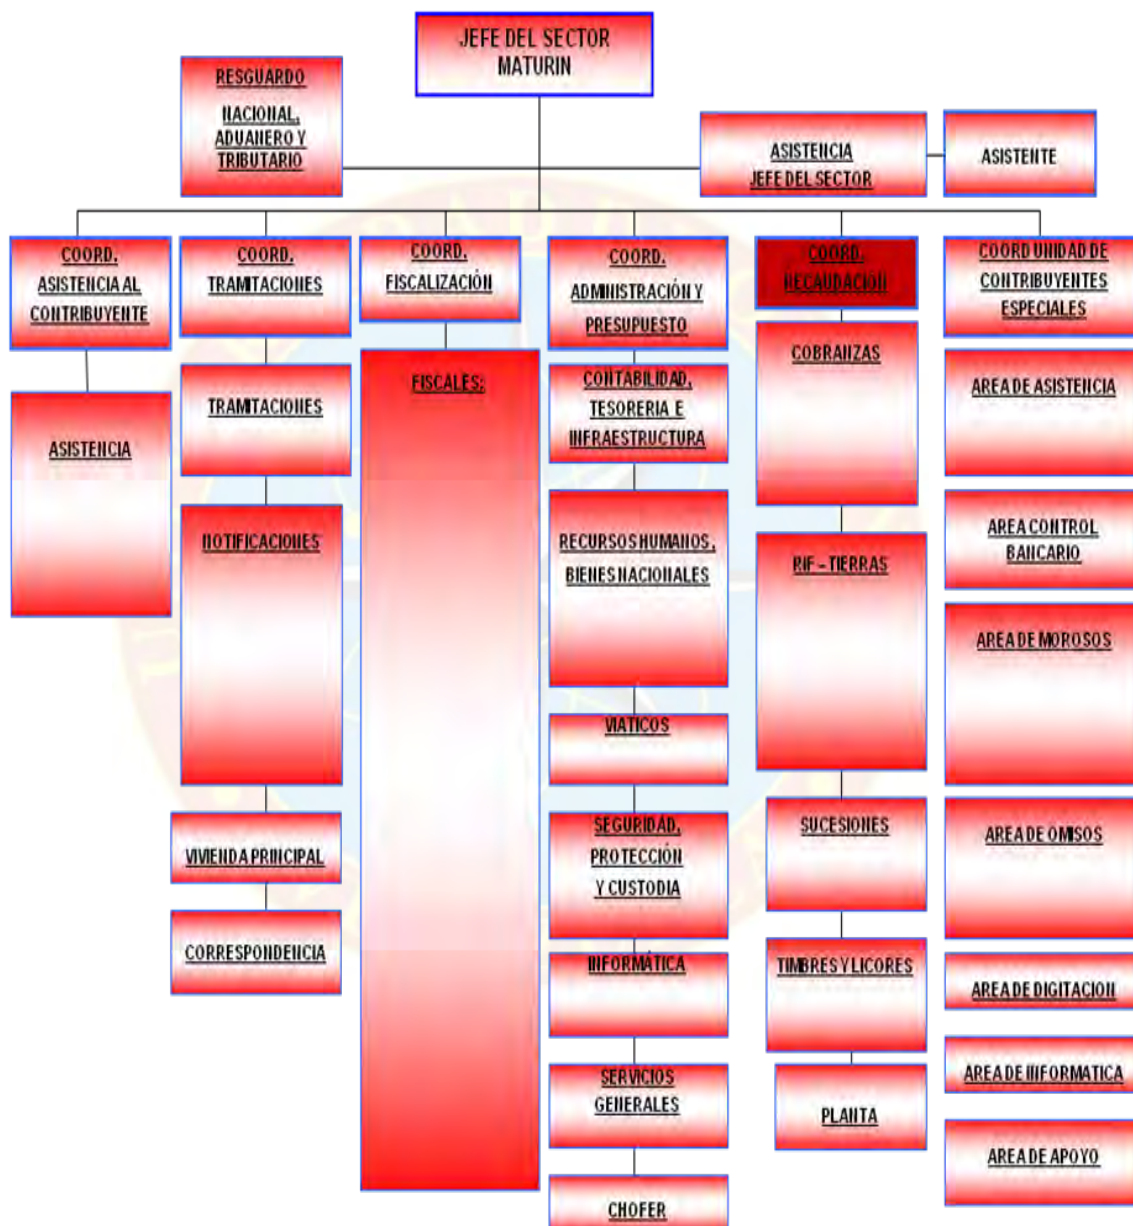 JEFE DEL SECTOR
MATURIN
RESGUARDO
NACIONAL,
ADUANERO Y
TRIBUTARIO
ASISTENCIA
JEFE DEL SECTOR
ASISTENTE
COORD.
ASISTENCIA AL
CONTRIBUYENTE
ASISTENCIA
COORD.
TRAMITACIONES
TRAMITACIONES
NOTIFICACIONES
VIVIENDA PRINCIPAL
CORRESPONDENCIA
COORD.
FISCALIZACIÓN
FISCALES:
COORD.
ADMINISTRACIÓN Y
PRESUPUESTO
CONTABILIDAD,
TESORERIA E
INFRAESTRUCTURA
RECURSOS HUMANOS,
BIENES NACIONALES
VIATICOS
SEGURIDAD,
PROTECCIÓN
Y CUSTODIA
INFORMÁTICA
SERVICIOS
GENERALES
CHOFER
COORD.
RECAUDACIÓN
COBRANZAS
RIF – TIERRAS
SUCESIONES
TIMBRES Y LICORES
PLANTA
COORD UNIDAD DE
CONTRIBUYENTES
ESPECIALES
AREA DE ASISTENCIA
AREA CONTROL
BANCARIO
AREA DE MOROSOS
AREA DE OMISOS
AREA DE DIGITACION
AREA DE INFORMATICA
AREA DE APOYO